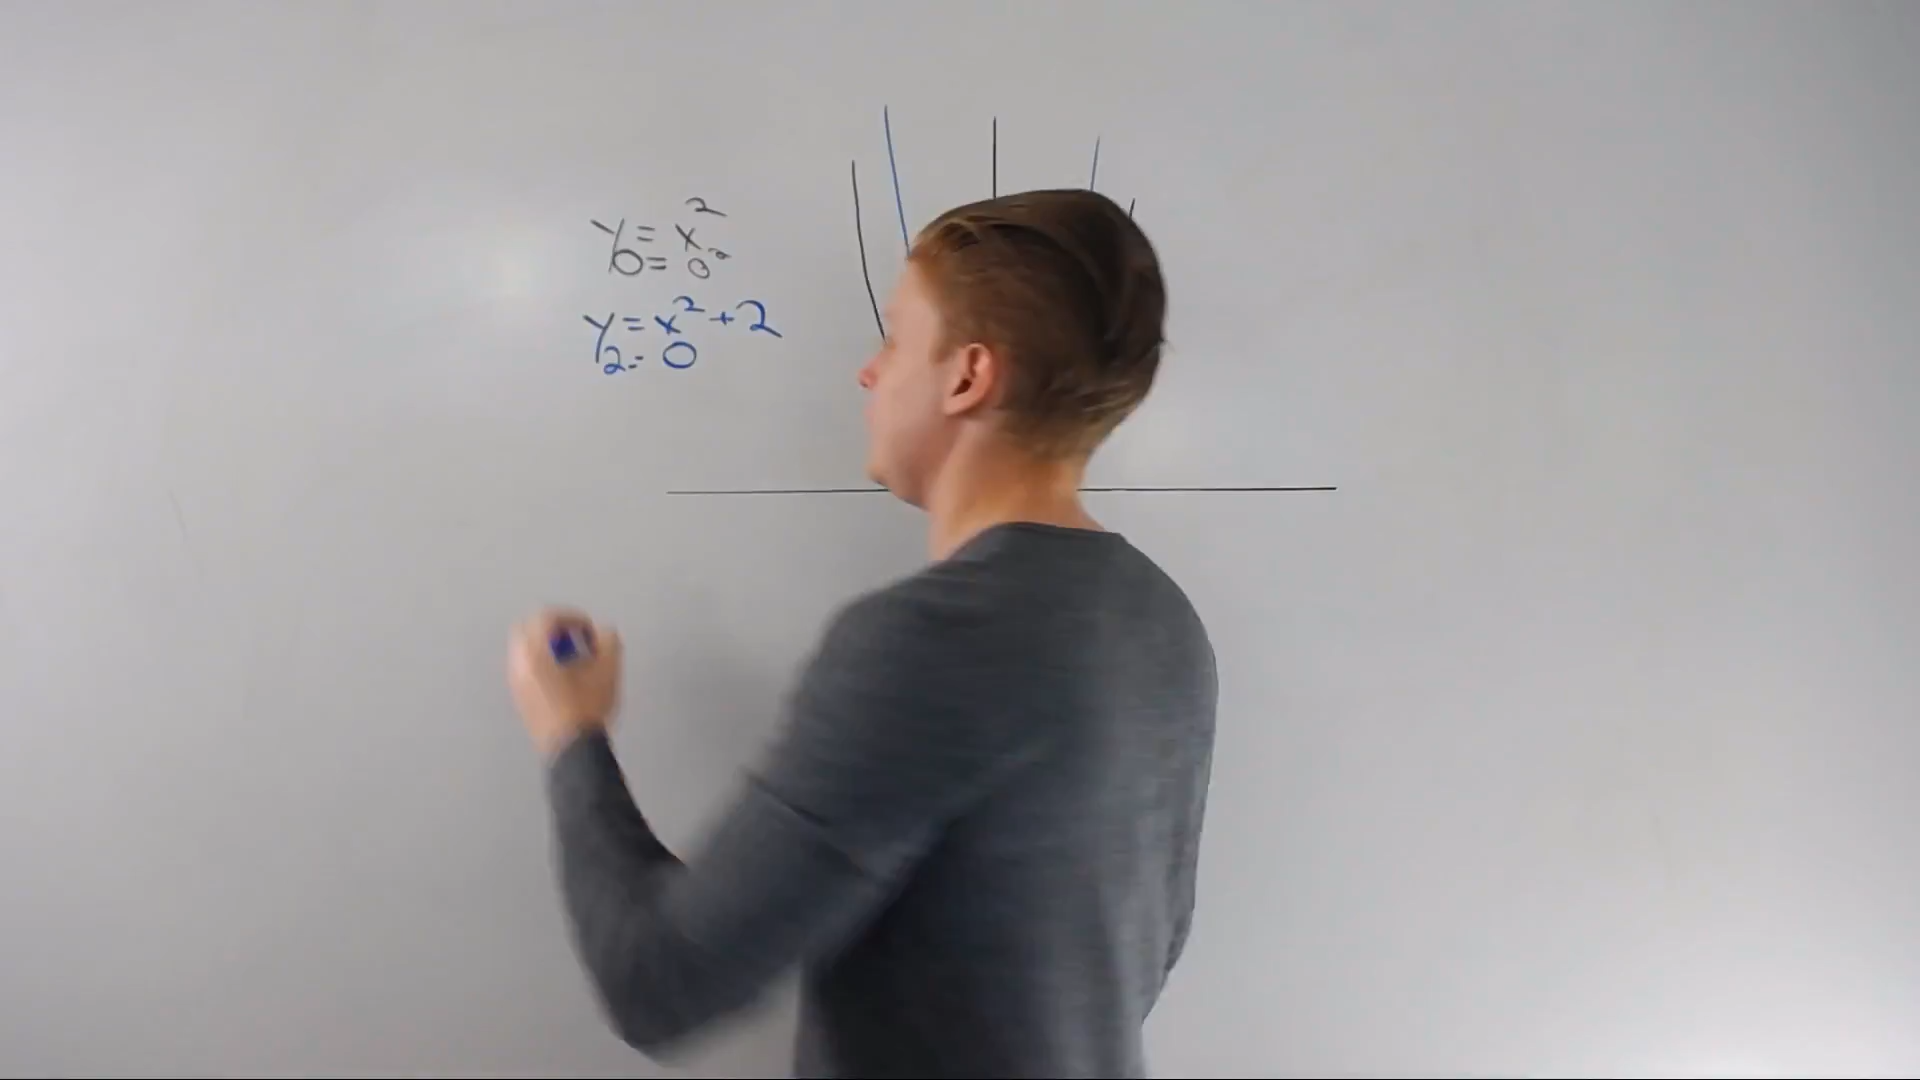 y = x²
0 = 0²
y = x² + 2
2 = 0